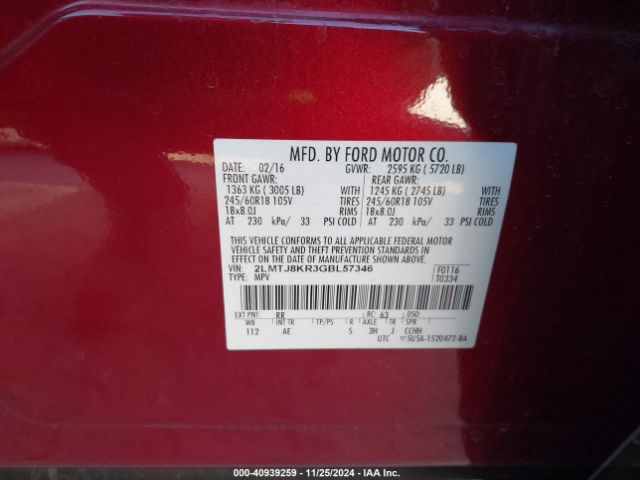 MFD. BY FORD MOTOR CO.
DATE: 02/16 GVWR: 2595 KG ( 5720 LB)
FRONT GAWR: REAR GAWR:
1363 KG ( 3005 LB) WITH 1245 KG ( 2745 LB) WITH
245/60R18 105V TIRES 245/60R18 105V TIRES
18x8.0J RIMS 18x8.0J RIMS
AT 230 kPa/ 33 PSI COLD AT 230 kPa/ 33 PSI COLD
THIS VEHICLE CONFORMS TO ALL APPLICABLE FEDERAL MOTOR
VEHICLE SAFETY AND THEFT PREVENTION STANDARDS IN EFFECT
ON THE DATE OF MANUFACTURE SHOWN ABOVE.
VIN: 2LMTJ8KR3GBL57346 F0116
TYPE: MPV T0334
EXT PNT: RR RC: 63 DSO:
WB INT TR TP/PS R AXLE TR SPR
112 AE S 3H J CCHH
UTC SU5A-1520472-BA
000-40939259 - 11/25/2024 - IAA Inc.